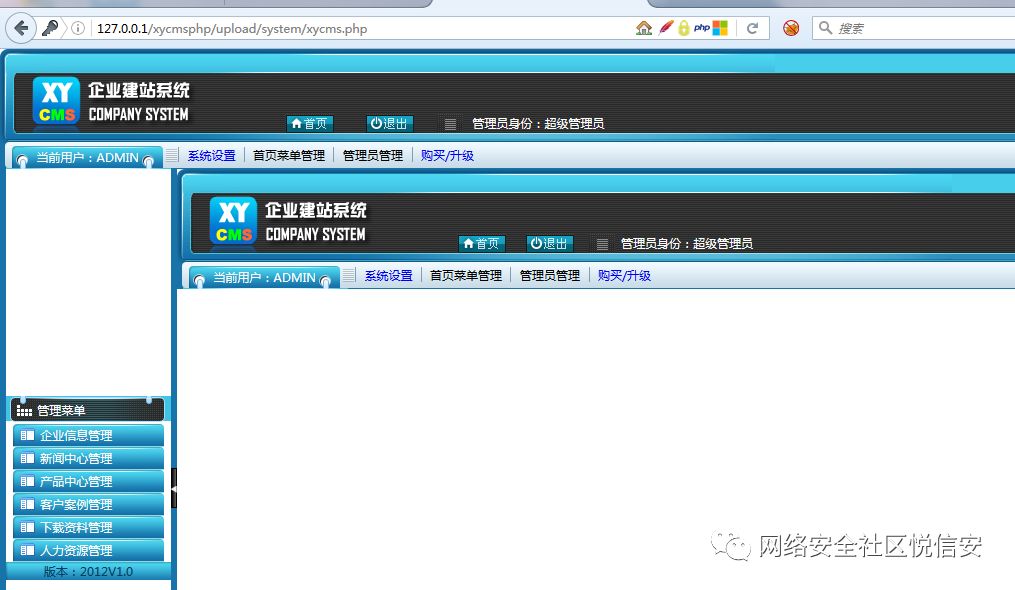 127.0.0.1/xycmsphp/upload/system/xycms.php
php
搜索
XY CMS
企业建站系统
COMPANY SYSTEM
首页 退出 管理员身份：超级管理员
当前用户：ADMIN 系统设置 首页菜单管理 管理员管理 购买/升级
XY CMS
企业建站系统
COMPANY SYSTEM
首页 退出 管理员身份：超级管理员
当前用户：ADMIN 系统设置 首页菜单管理 管理员管理 购买/升级
管理菜单
企业信息管理
新闻中心管理
产品中心管理
客户案例管理
下载资料管理
人力资源管理
版本：2012V1.0
网络安全社区悦信安